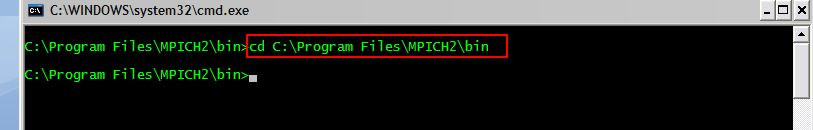 C:\WINDOWS\system32\cmd.exe
C:\Program Files\MPICH2\bin>cd C:\Program Files\MPICH2\bin
C:\Program Files\MPICH2\bin>